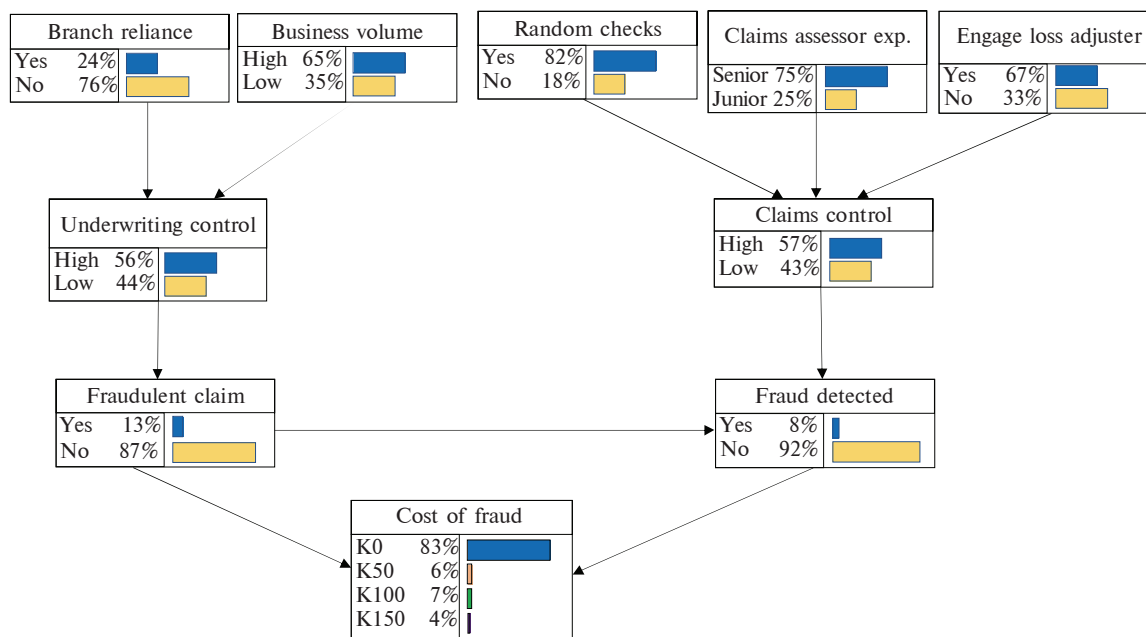 Branch reliance
Yes 24%
No 76%
Business volume
High 65%
Low 35%
Random checks
Yes 82%
No 18%
Claims assessor exp.
Senior 75%
Junior 25%
Engage loss adjuster
Yes 67%
No 33%
Underwriting control
High 56%
Low 44%
Claims control
High 57%
Low 43%
Fraudulent claim
Yes 13%
No 87%
Fraud detected
Yes 8%
No 92%
Cost of fraud
K0 83%
K50 6%
K100 7%
K150 4%